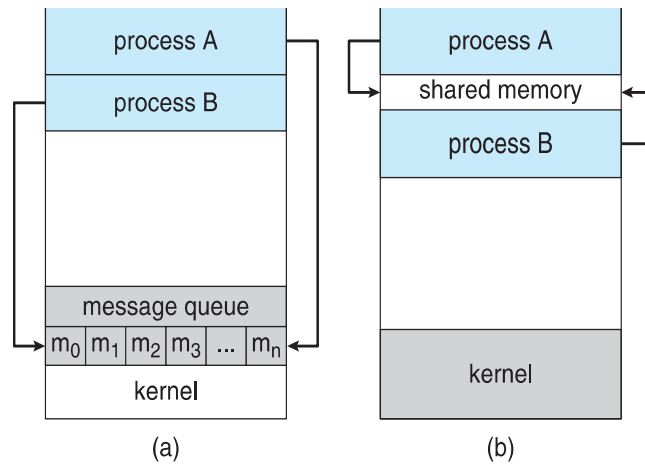 process A
process B
message queue
m0 m1 m2 m3 ... mn
kernel
(a)
process A
shared memory
process B
kernel
(b)